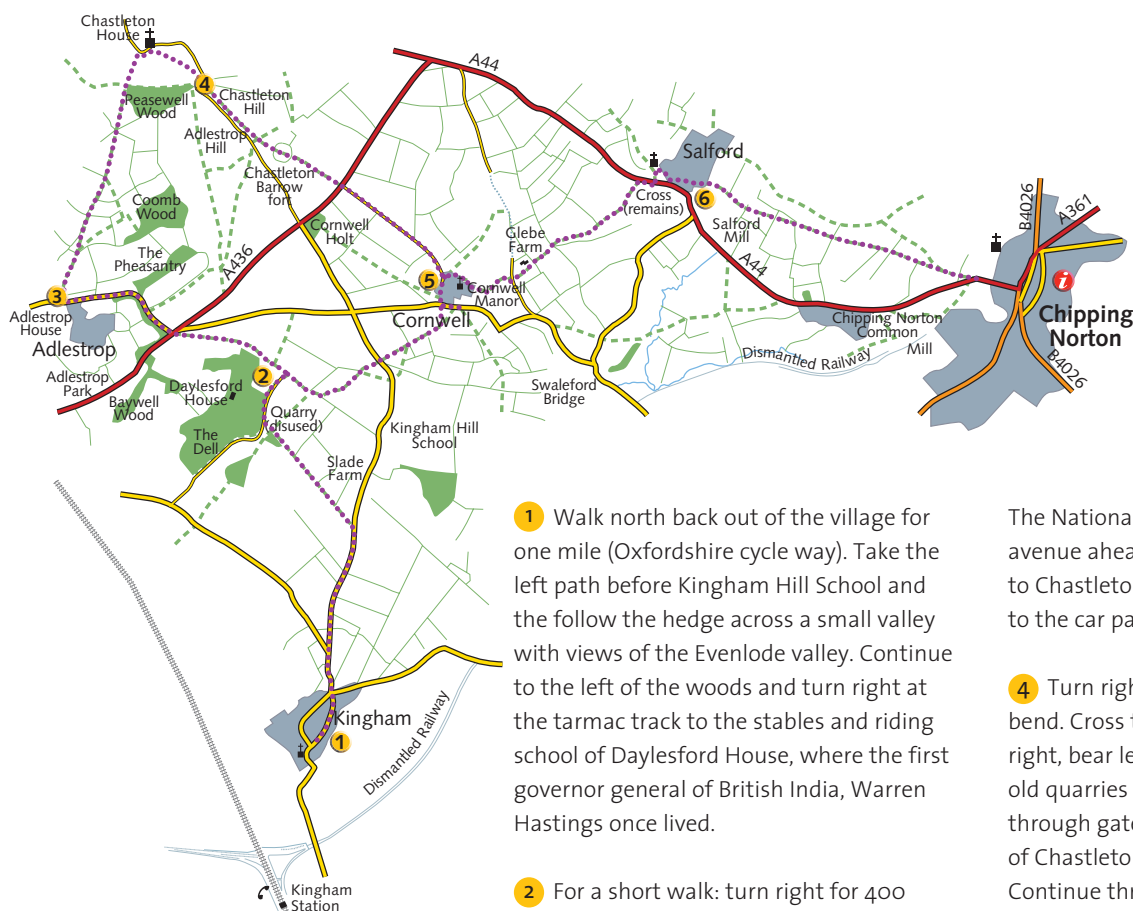 Chastleton
House
A44
4
Peasewell
Wood
Chastleton
Hill
Adlestrop
Hill
Salford
Chastleton
Barrow
fort
Cross
(remains)
6
B4026
A361
Coomb
Wood
Cornwell
Holt
Glebe
Farm
Salford
Mill
The
Pheasantry
A436
A44
5
Cornwell
Manor
i
3
Adlestrop
House
Cornwell
Chipping Norton
Common
Chipping
Norton
Adlestrop
Mill
Dismantled Railway
B4026
Adlestrop
Park
2
Daylesford
House
Swaleford
Bridge
Baywell
Wood
Quarry
(disused)
The
Dell
Kingham Hill
School
Slade
Farm
Kingham
1
Dismantled Railway
Kingham
Station
1 Walk north back out of the village for
one mile (Oxfordshire cycle way). Take the
left path before Kingham Hill School and
the follow the hedge across a small valley
with views of the Evenlode valley. Continue
to the left of the woods and turn right at
the tarmac track to the stables and riding
school of Daylesford House, where the first
governor general of British India, Warren
Hastings once lived.
2 For a short walk: turn right for 400
The National
avenue ahea
to Chastleto
to the car pa
4 Turn righ
bend. Cross t
right, bear le
old quarries
through gate
of Chastleto
Continue thr